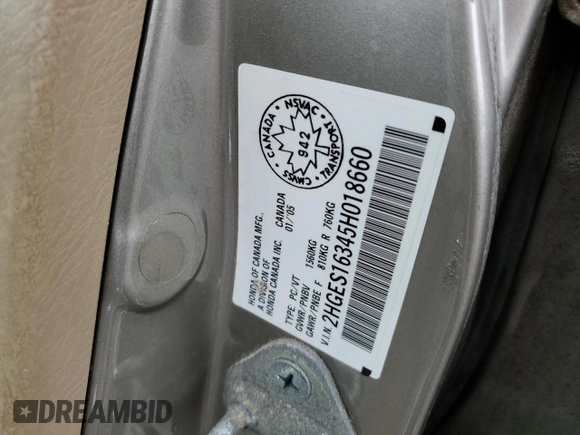 NSVAC
CANADA
TRANSPORT
CMVSS
942
HONDA OF CANADA MFG.,
A DIVISION OF
HONDA CANADA INC.
CANADA
01/'05
TYPE: PC/VT
GVWR/PNBV 1560KG
GAWR/PNBE F 810KG R 760KG
V.I.N. 2HGES16345H018660
DREAMBID